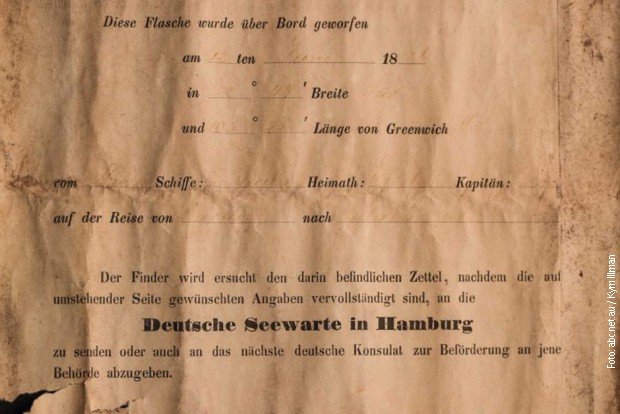 Diese Flasche wurde über Bord geworfen
am ten 18
in ° ' Breite
und ° ' Länge von Greenwich
vom Schiffe: Heimath: Kapitän:
auf der Reise von nach
Der Finder wird ersucht den darin befindlichen Zettel, nachdem die auf
umstehender Seite gewünschten Angaben vervollständigt sind, an die
Deutsche Seewarte in Hamburg
zu senden oder auch an das nächste deutsche Konsulat zur Beförderung an jene
Behörde abzugeben.
Foto: abc.net.au / Kym Illman